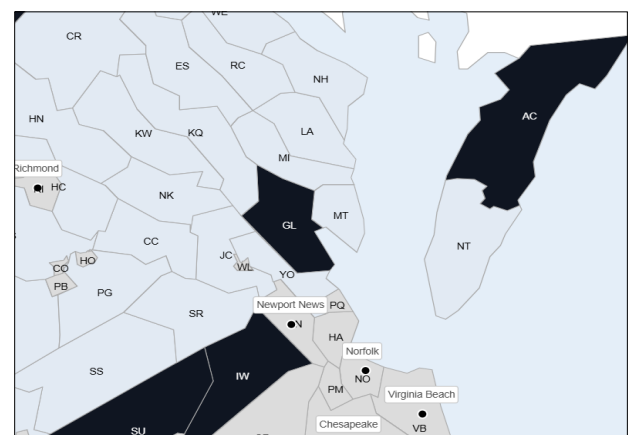 WE
CR
ES
RC
NH
HN
KW
KQ
LA
AC
MI
Richmond
HC
NK
GL
MT
CC
NT
JC
WL
YO
HO
CO
PB
PG
Newport News
PQ
SR
N
HA
Norfolk
SS
IW
PM
NO
Virginia Beach
Chesapeake
VB
SU